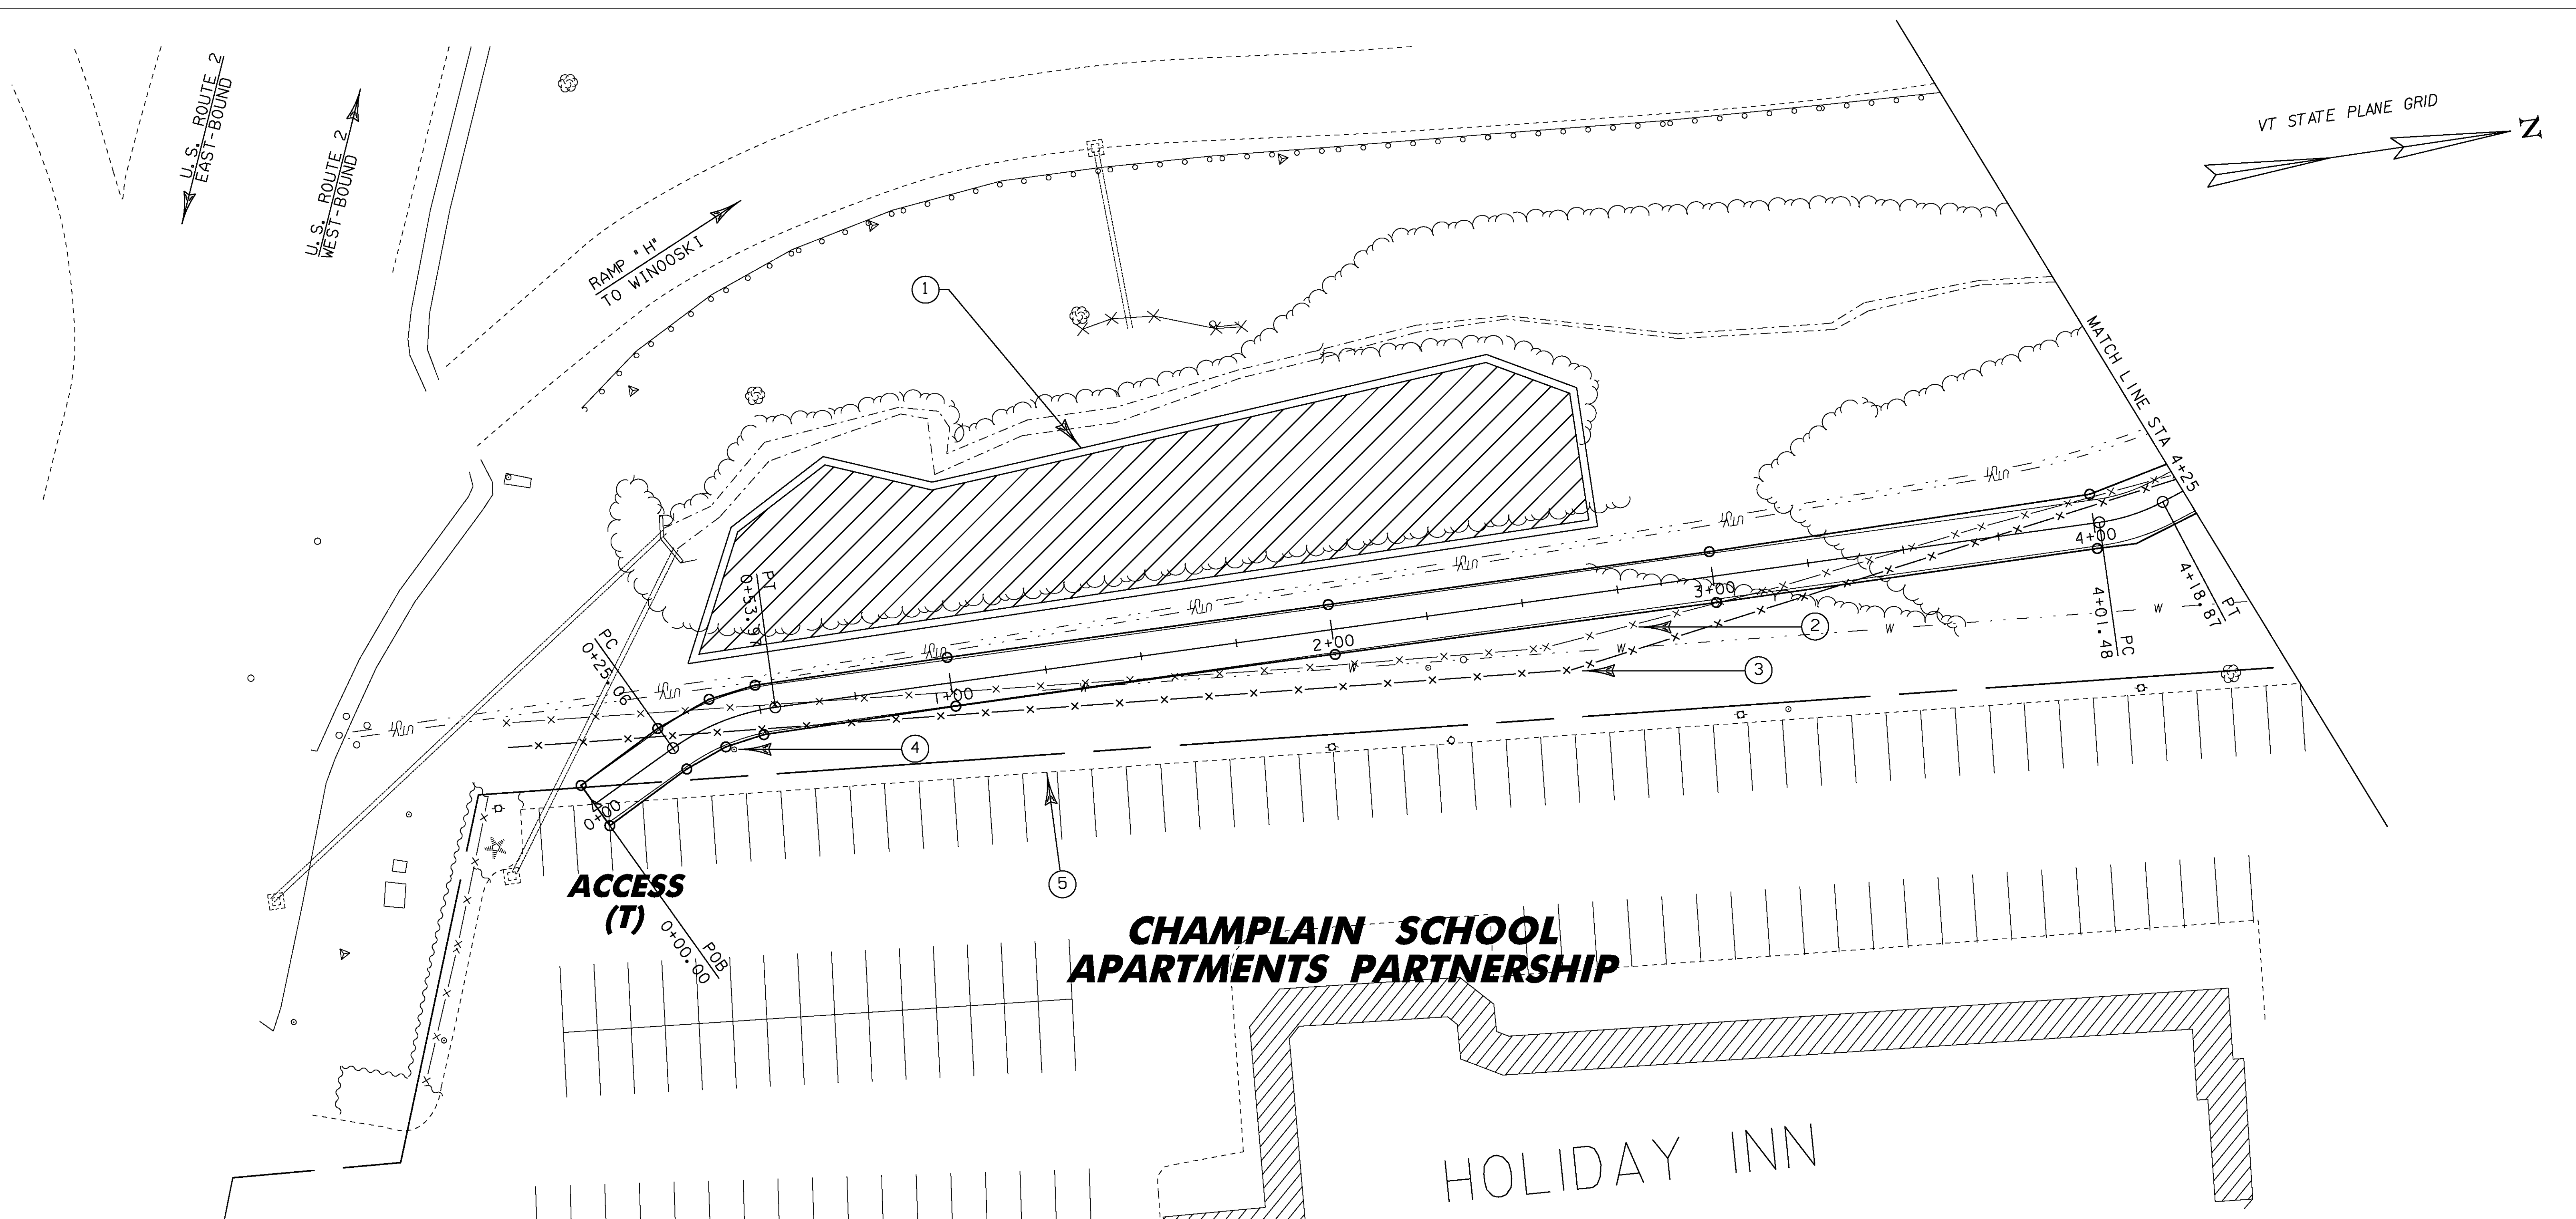 U.S. ROUTE 2
EAST-BOUND
U.S. ROUTE 2
WEST-BOUND
RAMP "H"
TO WINOOSKI
VT STATE PLANE GRID
N
1
MATCH LINE STA 4+25
PT
0+53.97
PC
0+25.06
1+00
2+00
3+00
4+00
W
W
W
W
W
2
3
4
5
PC
4+01.48
PT
4+18.87
0+00
ACCESS
(T)
POB
0+00.00
CHAMPLAIN SCHOOL
APARTMENTS PARTNERSHIP
HOLIDAY INN